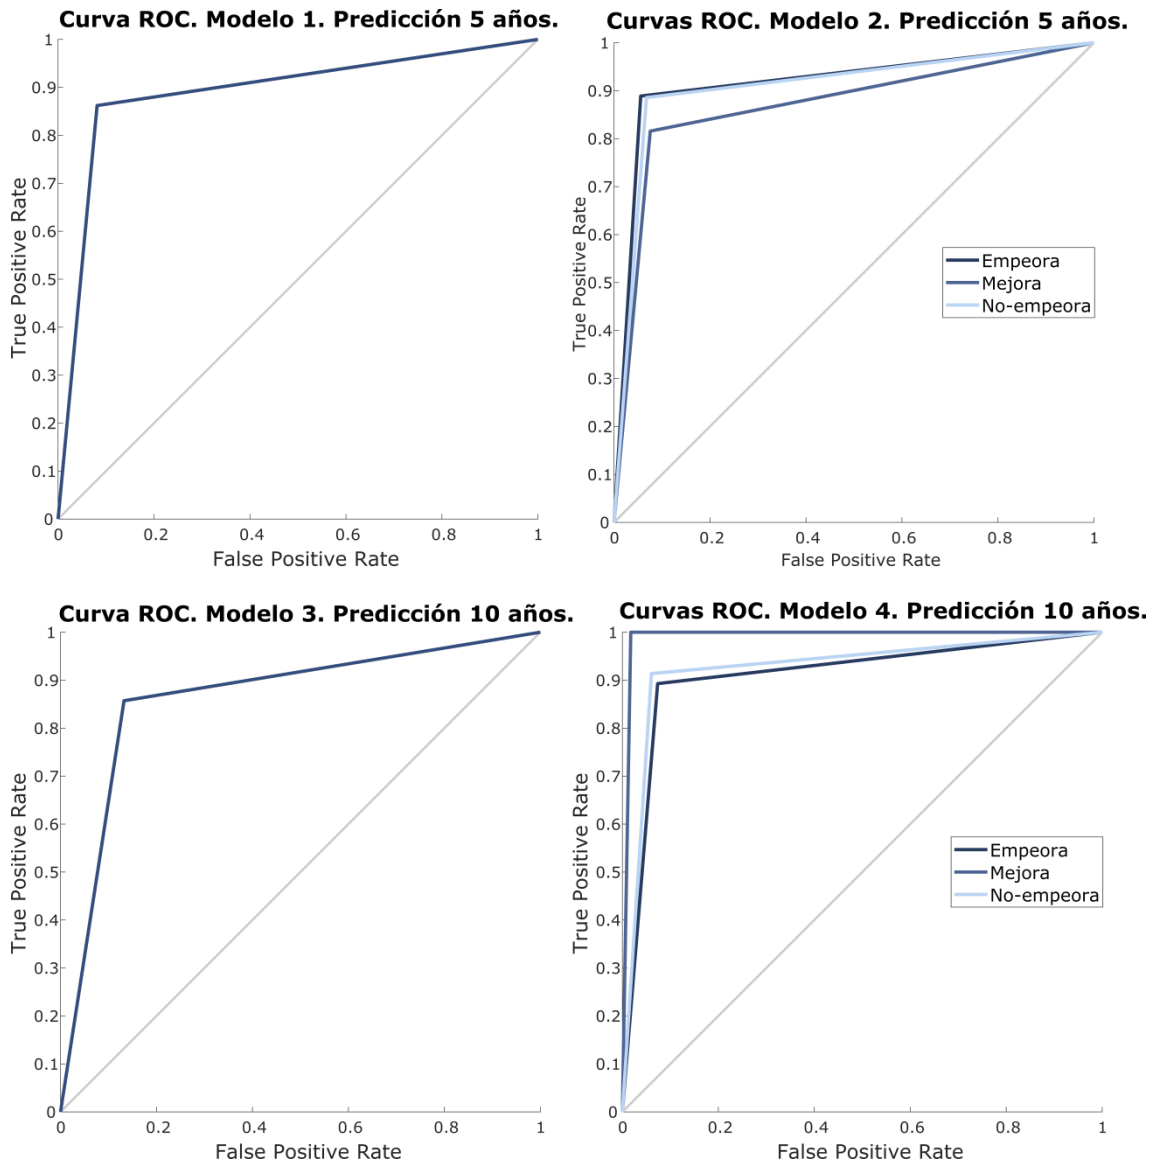 Curva ROC. Modelo 1. Predicción 5 años.
1
0.9
0.8
0.7
0.6
0.5
0.4
0.3
0.2
0.1
0
True Positive Rate
0 0.2 0.4 0.6 0.8 1
False Positive Rate
Curvas ROC. Modelo 2. Predicción 5 años.
1
0.9
0.8
0.7
0.6
0.5
0.4
0.3
0.2
0.1
0
True Positive Rate
Empeora
Mejora
No-empeora
0 0.2 0.4 0.6 0.8 1
False Positive Rate
Curva ROC. Modelo 3. Predicción 10 años.
1
0.9
0.8
0.7
0.6
0.5
0.4
0.3
0.2
0.1
0
True Positive Rate
0 0.2 0.4 0.6 0.8 1
False Positive Rate
Curvas ROC. Modelo 4. Predicción 10 años.
1
0.9
0.8
0.7
0.6
0.5
0.4
0.3
0.2
0.1
0
True Positive Rate
Empeora
Mejora
No-empeora
0 0.2 0.4 0.6 0.8 1
False Positive Rate